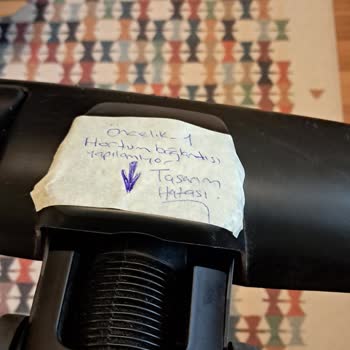 Öncelik-1
Hortum bağlantısı
yapılamıyor
Tasarım
Hatası.